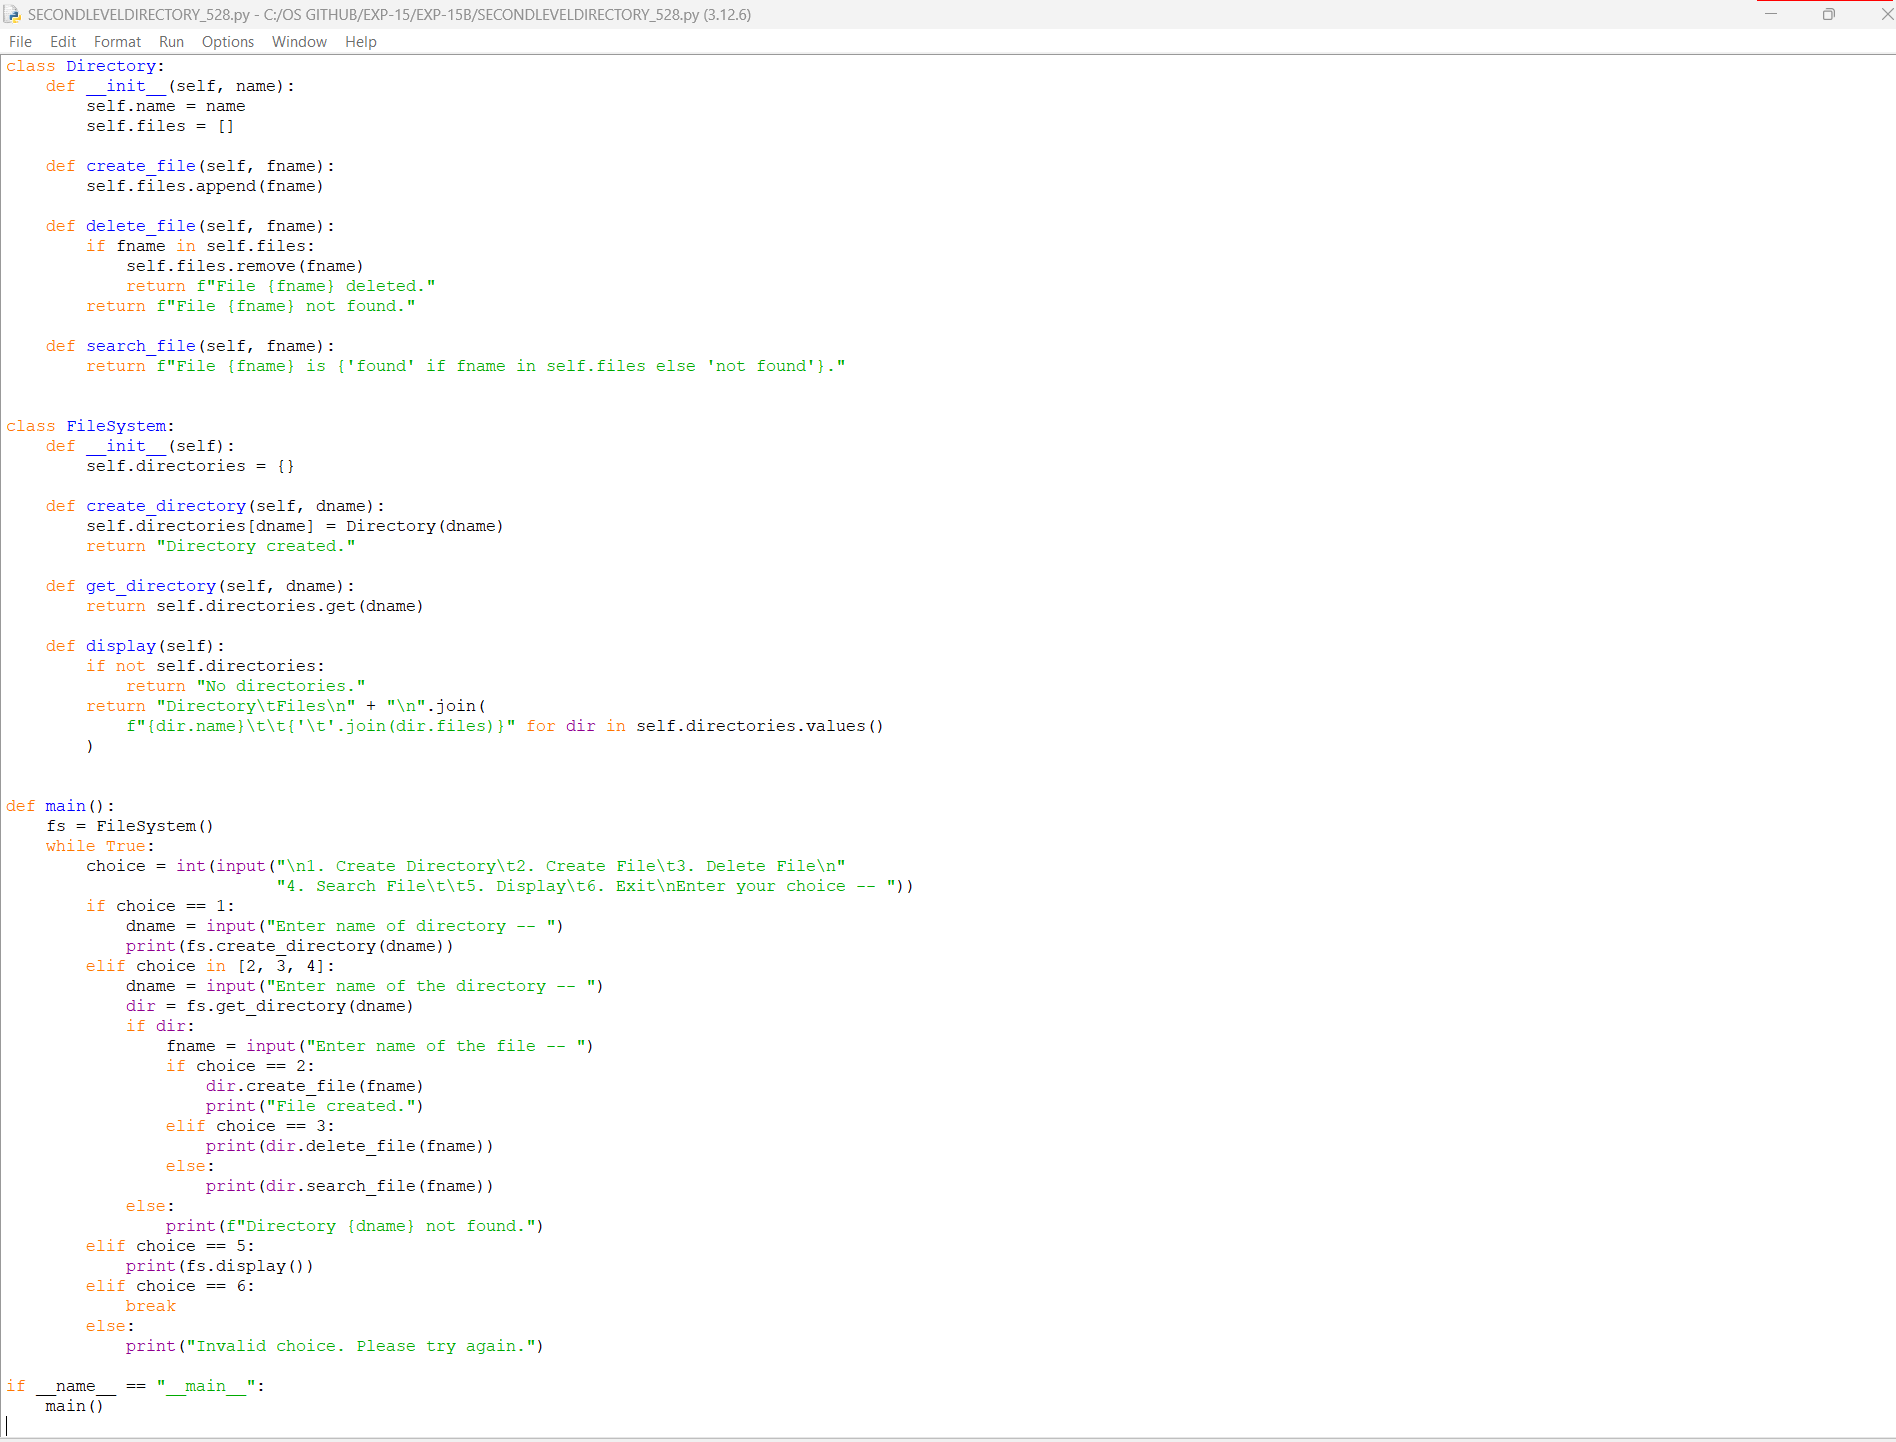 SECONDLEVELDIRECTORY_528.py - C:/OS GITHUB/EXP-15/EXP-15B/SECONDLEVELDIRECTORY_528.py (3.12.6)
File Edit Format Run Options Window Help
class Directory:
    def __init__(self, name):
        self.name = name
        self.files = []

    def create_file(self, fname):
        self.files.append(fname)

    def delete_file(self, fname):
        if fname in self.files:
            self.files.remove(fname)
            return f"File {fname} deleted."
        return f"File {fname} not found."

    def search_file(self, fname):
        return f"File {fname} is {'found' if fname in self.files else 'not found'}."


class FileSystem:
    def __init__(self):
        self.directories = {}

    def create_directory(self, dname):
        self.directories[dname] = Directory(dname)
        return "Directory created."

    def get_directory(self, dname):
        return self.directories.get(dname)

    def display(self):
        if not self.directories:
            return "No directories."
        return "Directory\tFiles\n" + "\n".join(
            f"{dir.name}\t\t{'\t'.join(dir.files)}" for dir in self.directories.values()
        )


def main():
    fs = FileSystem()
    while True:
        choice = int(input("\n1. Create Directory\t2. Create File\t3. Delete File\n"
                           "4. Search File\t\t5. Display\t6. Exit\nEnter your choice -- "))
        if choice == 1:
            dname = input("Enter name of directory -- ")
            print(fs.create_directory(dname))
        elif choice in [2, 3, 4]:
            dname = input("Enter name of the directory -- ")
            dir = fs.get_directory(dname)
            if dir:
                fname = input("Enter name of the file -- ")
                if choice == 2:
                    dir.create_file(fname)
                    print("File created.")
                elif choice == 3:
                    print(dir.delete_file(fname))
                else:
                    print(dir.search_file(fname))
            else:
                print(f"Directory {dname} not found.")
        elif choice == 5:
            print(fs.display())
        elif choice == 6:
            break
        else:
            print("Invalid choice. Please try again.")

if __name__ == "__main__":
    main()